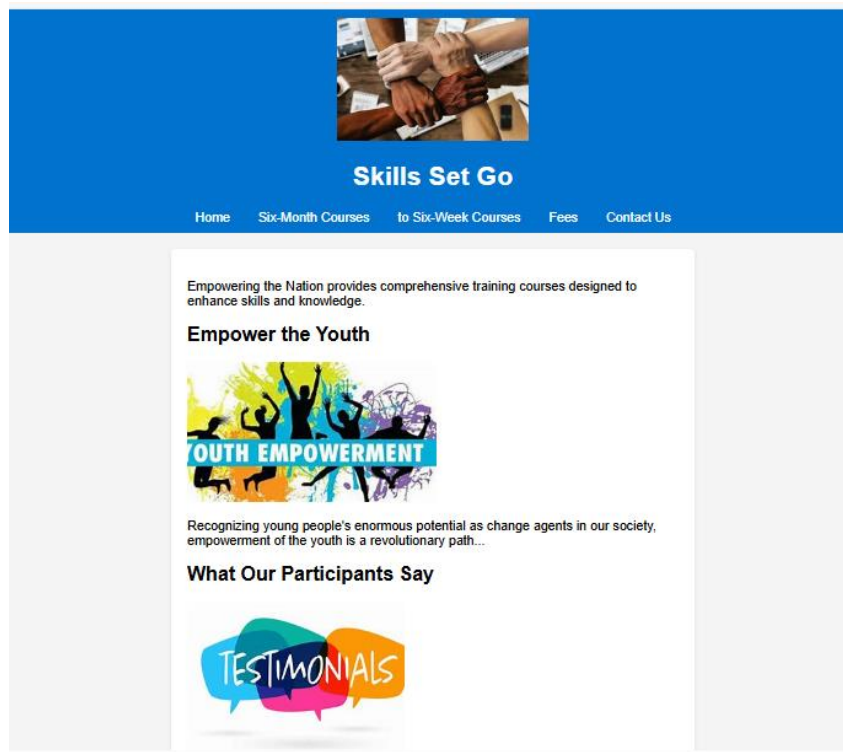 Skills Set Go
Home Six-Month Courses to Six-Week Courses Fees Contact Us
Empowering the Nation provides comprehensive training courses designed to
enhance skills and knowledge.
Empower the Youth
YOUTH EMPOWERMENT
Recognizing young people's enormous potential as change agents in our society,
empowerment of the youth is a revolutionary path...
What Our Participants Say
TESTIMONIALS